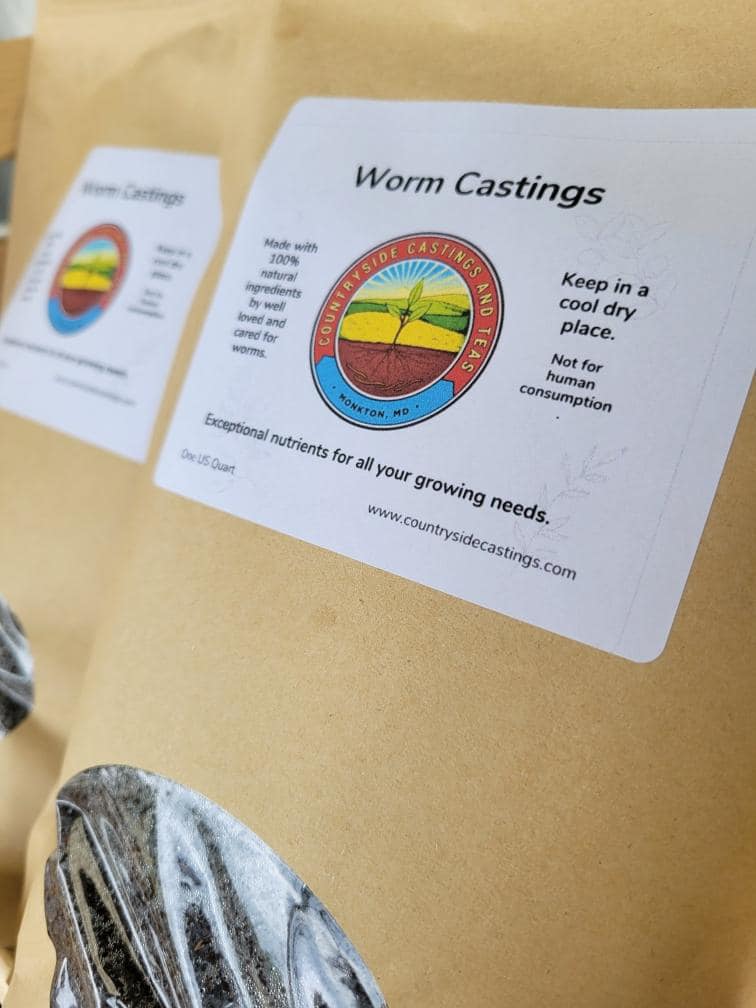 Worm Castings
Made with
100%
natural
ingredients
by well
loved and
cared for
worms.
COUNTRYSIDE CASTINGS AND TEAS
• MONKTON, MD •
Keep in a
cool dry
place.
Not for
human
consumption
.
Exceptional nutrients for all your growing needs.
One US Quart
www.countrysidecastings.com
Worm Castings